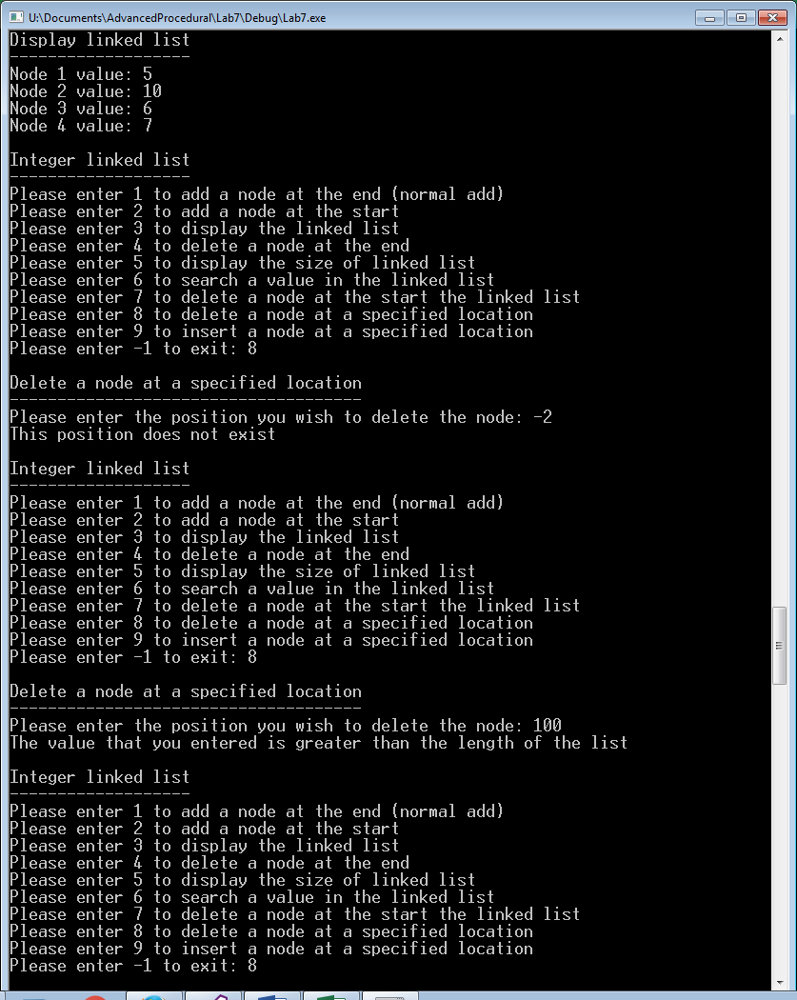 U:\Documents\AdvancedProcedural\Lab7\Debug\Lab7.exe
Display linked list
-------------------
Node 1 value: 5
Node 2 value: 10
Node 3 value: 6
Node 4 value: 7
Integer linked list
-------------------
Please enter 1 to add a node at the end (normal add)
Please enter 2 to add a node at the start
Please enter 3 to display the linked list
Please enter 4 to delete a node at the end
Please enter 5 to display the size of linked list
Please enter 6 to search a value in the linked list
Please enter 7 to delete a node at the start the linked list
Please enter 8 to delete a node at a specified location
Please enter 9 to insert a node at a specified location
Please enter -1 to exit: 8
Delete a node at a specified location
-------------------------------------
Please enter the position you wish to delete the node: -2
This position does not exist
Integer linked list
-------------------
Please enter 1 to add a node at the end (normal add)
Please enter 2 to add a node at the start
Please enter 3 to display the linked list
Please enter 4 to delete a node at the end
Please enter 5 to display the size of linked list
Please enter 6 to search a value in the linked list
Please enter 7 to delete a node at the start the linked list
Please enter 8 to delete a node at a specified location
Please enter 9 to insert a node at a specified location
Please enter -1 to exit: 8
Delete a node at a specified location
-------------------------------------
Please enter the position you wish to delete the node: 100
The value that you entered is greater than the length of the list
Integer linked list
-------------------
Please enter 1 to add a node at the end (normal add)
Please enter 2 to add a node at the start
Please enter 3 to display the linked list
Please enter 4 to delete a node at the end
Please enter 5 to display the size of linked list
Please enter 6 to search a value in the linked list
Please enter 7 to delete a node at the start the linked list
Please enter 8 to delete a node at a specified location
Please enter 9 to insert a node at a specified location
Please enter -1 to exit: 8